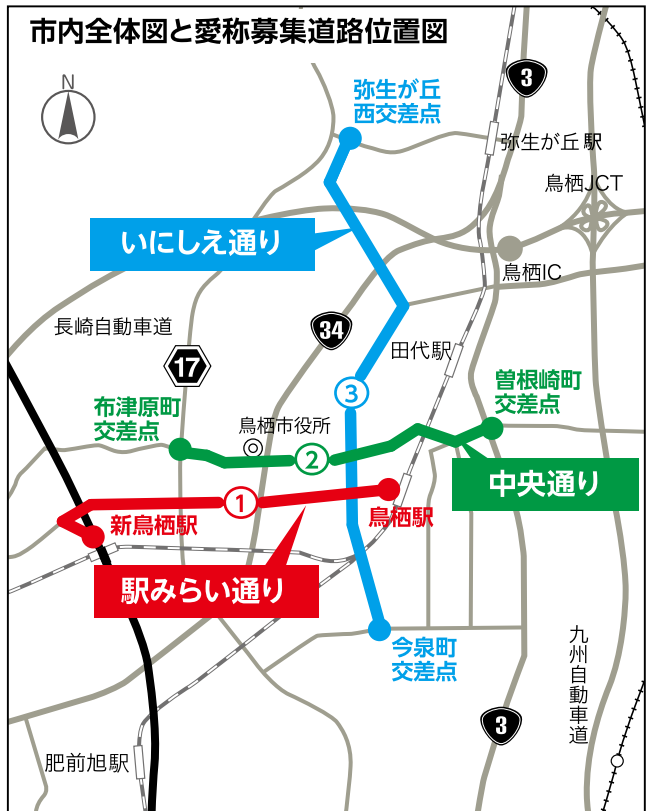 市内全体図と愛称募集道路位置図
N
3
弥生が丘
西交差点
弥生が丘駅
鳥栖JCT
いにしえ通り
鳥栖IC
長崎自動車道
34
17
田代駅
3
布津原町
交差点
鳥栖市役所
曽根崎町
交差点
2
中央通り
1
新鳥栖駅
鳥栖駅
駅みらい通り
今泉町
交差点
九州自動車道
3
肥前旭駅